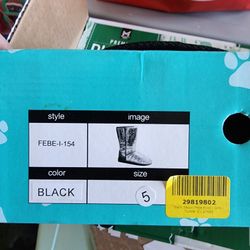 style image
FEBE-I-154
color size
BLACK 5
29819802